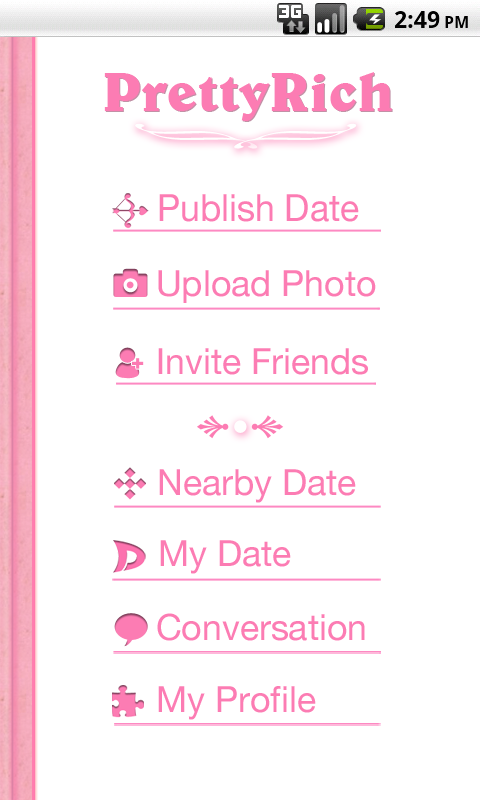 3G
2:49 PM
PrettyRich
Publish Date
Upload Photo
Invite Friends
Nearby Date
My Date
Conversation
My Profile